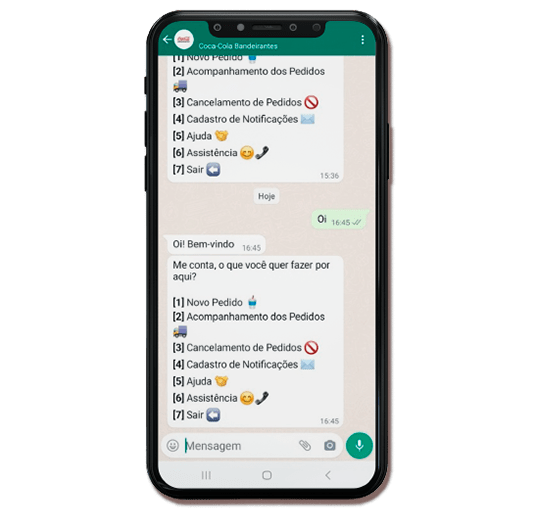 Coca Cola Bandeirantes
[1] Novo Pedido
[2] Acompanhamento dos Pedidos
[3] Cancelamento de Pedidos
[4] Cadastro de Notificações
[5] Ajuda
[6] Assistência
[7] Sair
15:36
Hoje
Oi 16:45
Oi! Bem-vindo 16:45
Me conta, o que você quer fazer por
aqui?
[1] Novo Pedido
[2] Acompanhamento dos Pedidos
[3] Cancelamento de Pedidos
[4] Cadastro de Notificações
[5] Ajuda
[6] Assistência
[7] Sair
16:45
Mensagem